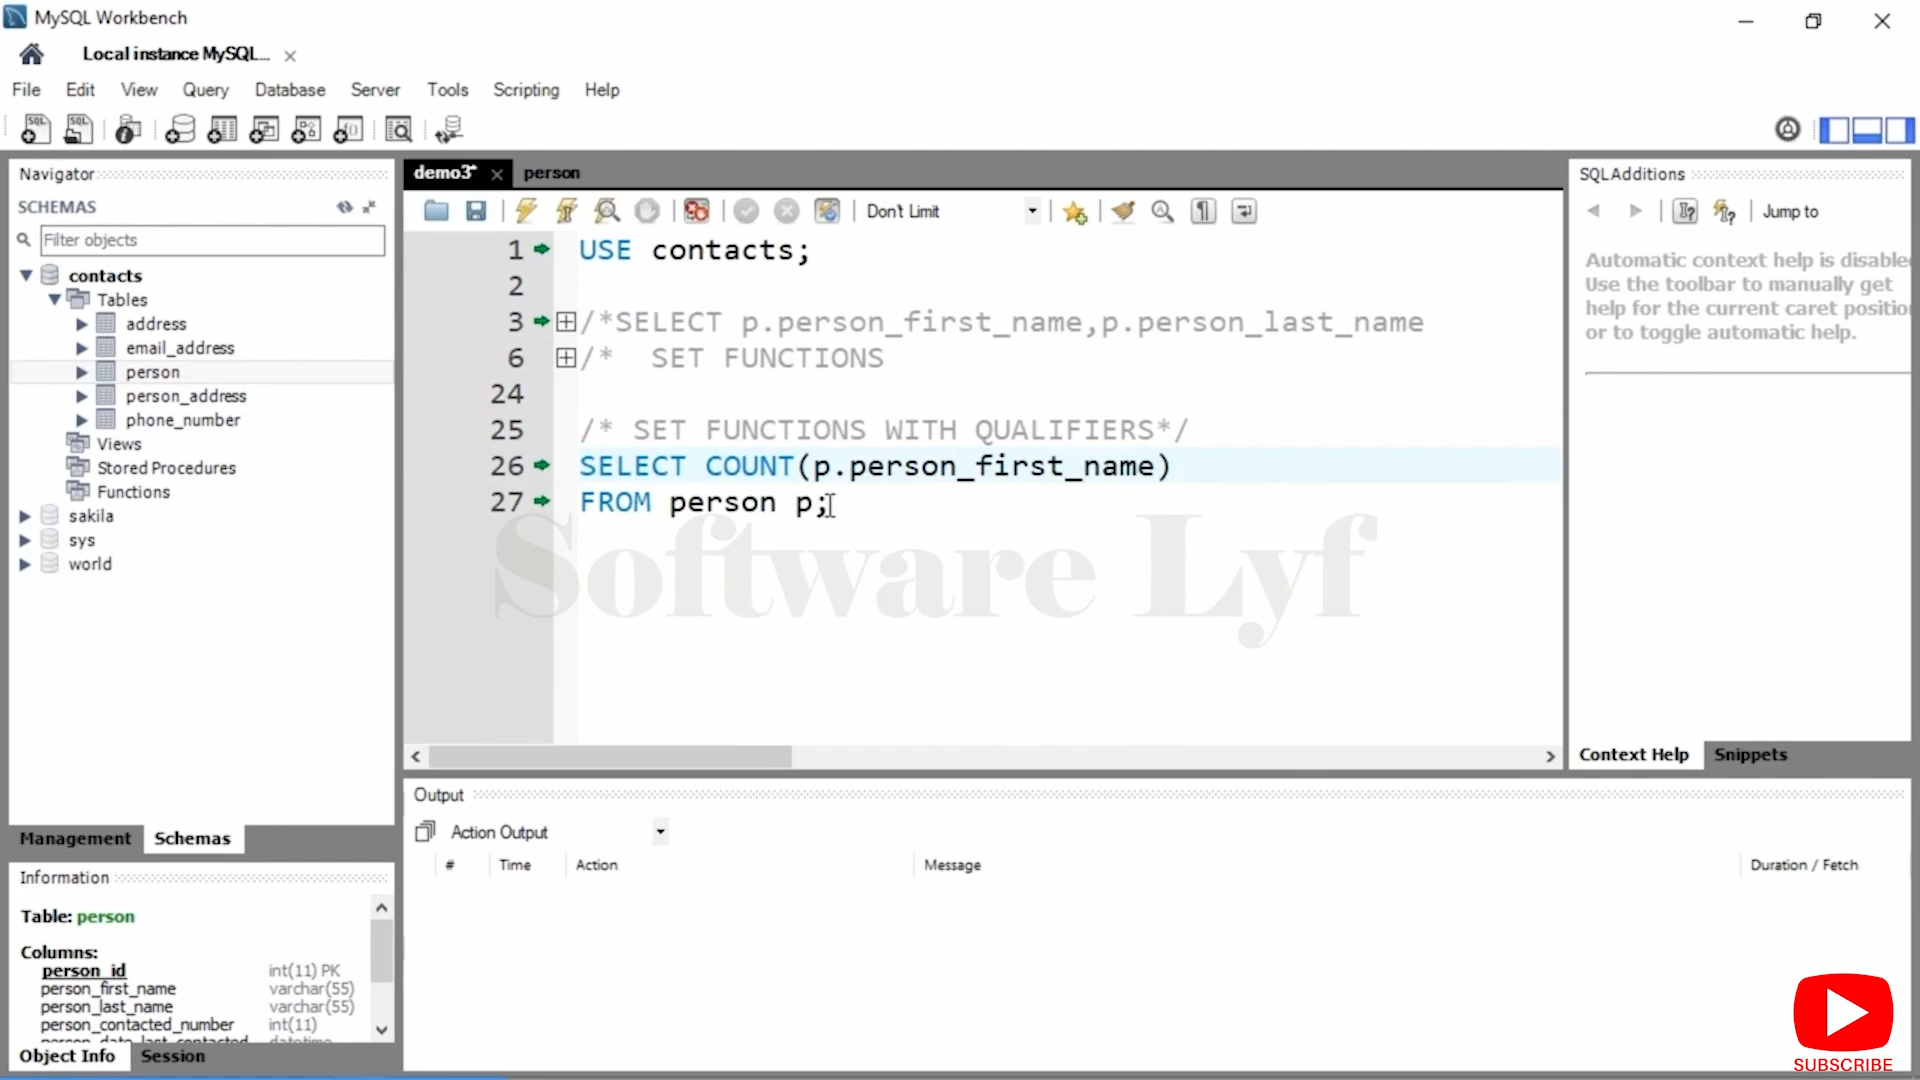 MySQL Workbench
Local instance MySQL...
File Edit View Query Database Server Tools Scripting Help
Navigator
SCHEMAS
Filter objects
contacts
Tables
address
email_address
person
person_address
phone_number
Views
Stored Procedures
Functions
sakila
sys
world
Management Schemas
Information
Table: person
Columns:
person_id int(11) PK
person_first_name varchar(55)
person_last_name varchar(55)
person_contacted_number int(11)
person_date_last_contacted datetime
Object Info Session
demo3* person
Don't Limit
1 USE contacts;
2
3 /*SELECT p.person_first_name,p.person_last_name
6 /* SET FUNCTIONS
24
25 /* SET FUNCTIONS WITH QUALIFIERS*/
26 SELECT COUNT(p.person_first_name)
27 FROM person p;
Software Lyf
SQLAdditions
Jump to
Automatic context help is disable
Use the toolbar to manually get
help for the current caret positio
or to toggle automatic help.
Context Help Snippets
Output
Action Output
# Time Action Message Duration / Fetch
SUBSCRIBE